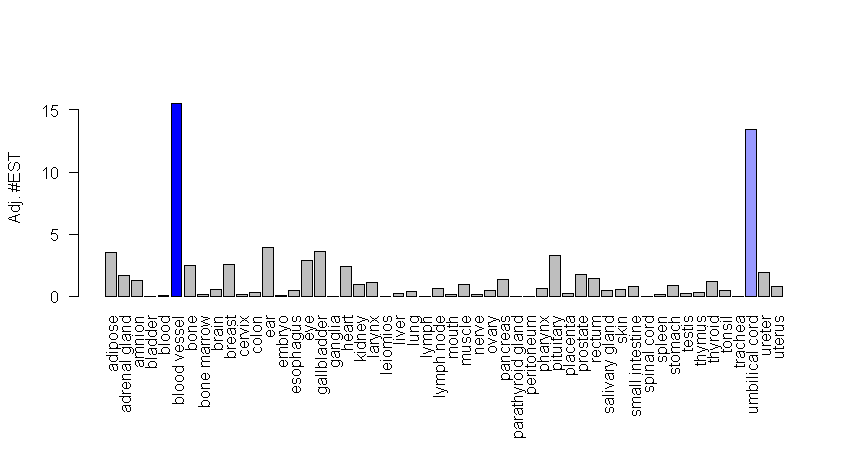 Adj. #EST
15
10
5
0
adipose
adrenal gland
amnion
bladder
blood
blood vessel
bone
bone marrow
brain
breast
cervix
colon
ear
embryo
esophagus
eye
gallbladder
ganglia
heart
kidney
larynx
leiomios
liver
lung
lymph
lymph node
mouth
muscle
nerve
ovary
pancreas
parathyroid gland
peritoneum
pharynx
pituitary
placenta
prostate
rectum
salivary gland
skin
small intestine
spinal cord
spleen
stomach
testis
thymus
thyroid
tonsil
trachea
umbilical cord
ureter
uterus